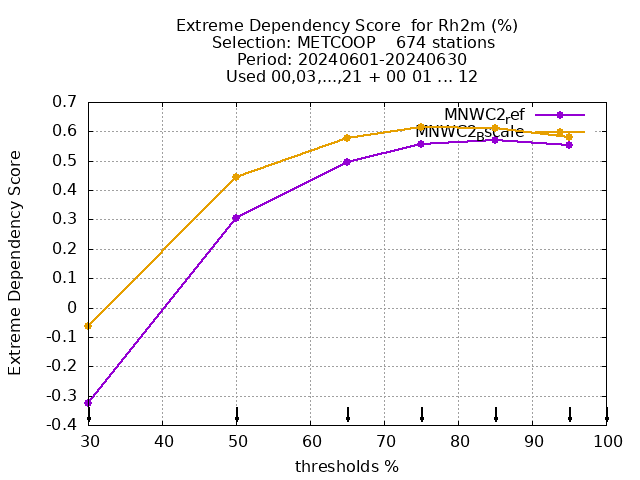 Extreme Dependency Score  for Rh2m (%)
Selection: METCOOP    674 stations
Period: 20240601-20240630
Used 00,03,...,21 + 00 01 ... 12
Extreme Dependency Score
0.7
0.6
0.5
0.4
0.3
0.2
0.1
0
-0.1
-0.2
-0.3
-0.4
MNWC2ref
MNWC2Bscale
30
40
50
60
70
80
90
100
thresholds %